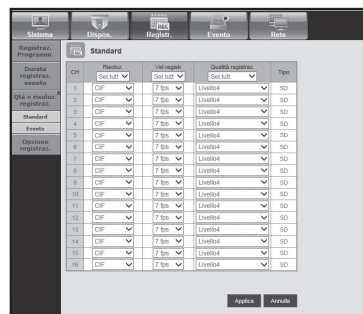 Sistema Dispos. Registr. Evento Rete
Registraz. Programm.
Durata registraz. evento
Qtà e risoluz. registraz.
Standard
Evento
Opzione registraz.
Standard
CH Risoluz. Vel registr Qualità registraz. Tipo
Sel.tutt Sel.tutt Sel.tutt
1 CIF 7 fps Livello4 SD
2 CIF 7 fps Livello4 SD
3 CIF 7 fps Livello4 SD
4 CIF 7 fps Livello4 SD
5 CIF 7 fps Livello4 SD
6 CIF 7 fps Livello4 SD
7 CIF 7 fps Livello4 SD
8 CIF 7 fps Livello4 SD
9 CIF 7 fps Livello4 SD
10 CIF 7 fps Livello4 SD
11 CIF 7 fps Livello4 SD
12 CIF 7 fps Livello4 SD
13 CIF 7 fps Livello4 SD
14 CIF 7 fps Livello4 SD
15 CIF 7 fps Livello4 SD
16 CIF 7 fps Livello4 SD
Applica Annulla